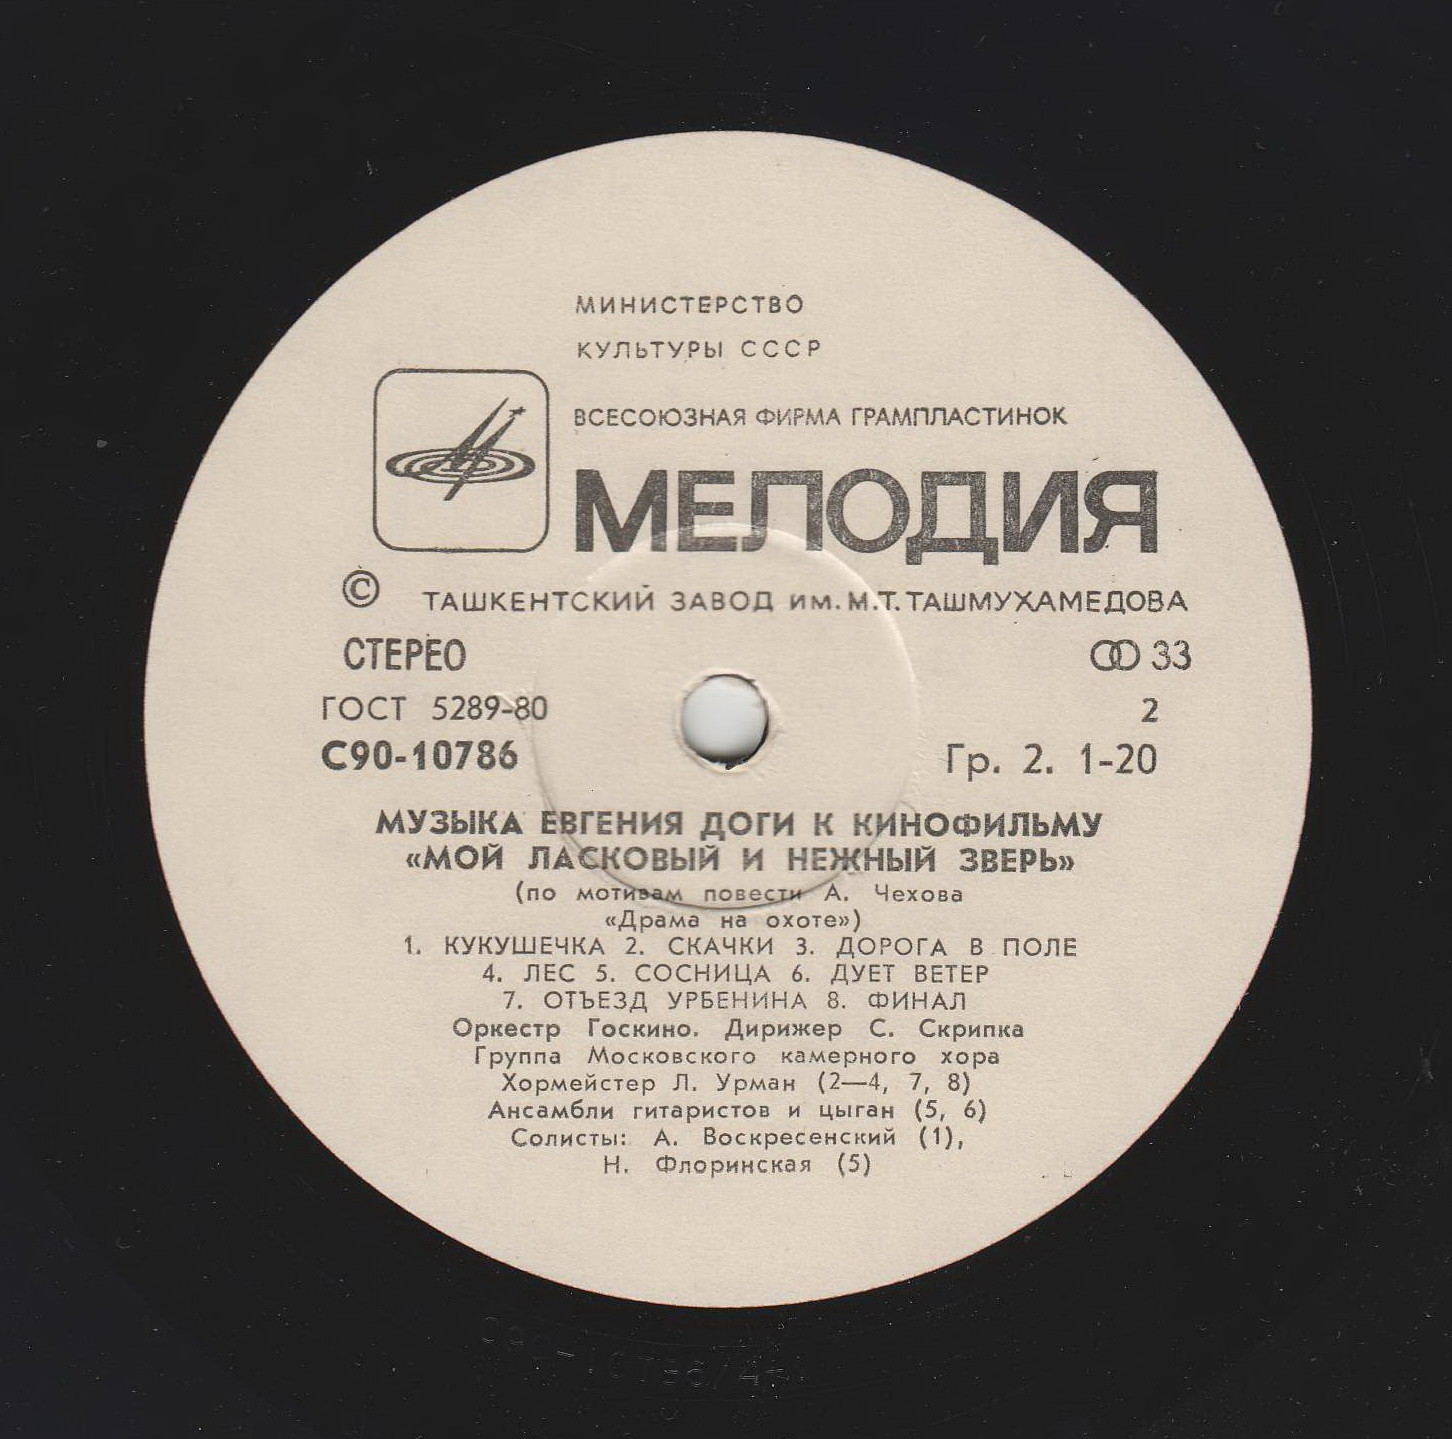 МИНИСТЕРСТВО
КУЛЬТУРЫ СССР
ВСЕСОЮЗНАЯ ФИРМА ГРАМПЛАСТИНОК
МЕЛОДИЯ
© ТАШКЕНТСКИЙ ЗАВОД им. М.Т. ТАШМУХАМЕДОВА
СТЕРЕО 33
ГОСТ 5289-80 2
С90-10786 Гр. 2. 1-20
МУЗЫКА ЕВГЕНИЯ ДОГИ К КИНОФИЛЬМУ
«МОЙ ЛАСКОВЫЙ И НЕЖНЫЙ ЗВЕРЬ»
(по мотивам повести А. Чехова
«Драма на охоте»)
1. КУКУШЕЧКА 2. СКАЧКИ 3. ДОРОГА В ПОЛЕ
4. ЛЕС 5. СОСНИЦА 6. ДУЕТ ВЕТЕР
7. ОТЪЕЗД УРБЕНИНА 8. ФИНАЛ
Оркестр Госкино. Дирижер С. Скрипка
Группа Московского камерного хора
Хормейстер Л. Урман (2—4, 7, 8)
Ансамбли гитаристов и цыган (5, 6)
Солисты: А. Воскресенский (1),
Н. Флоринская (5)